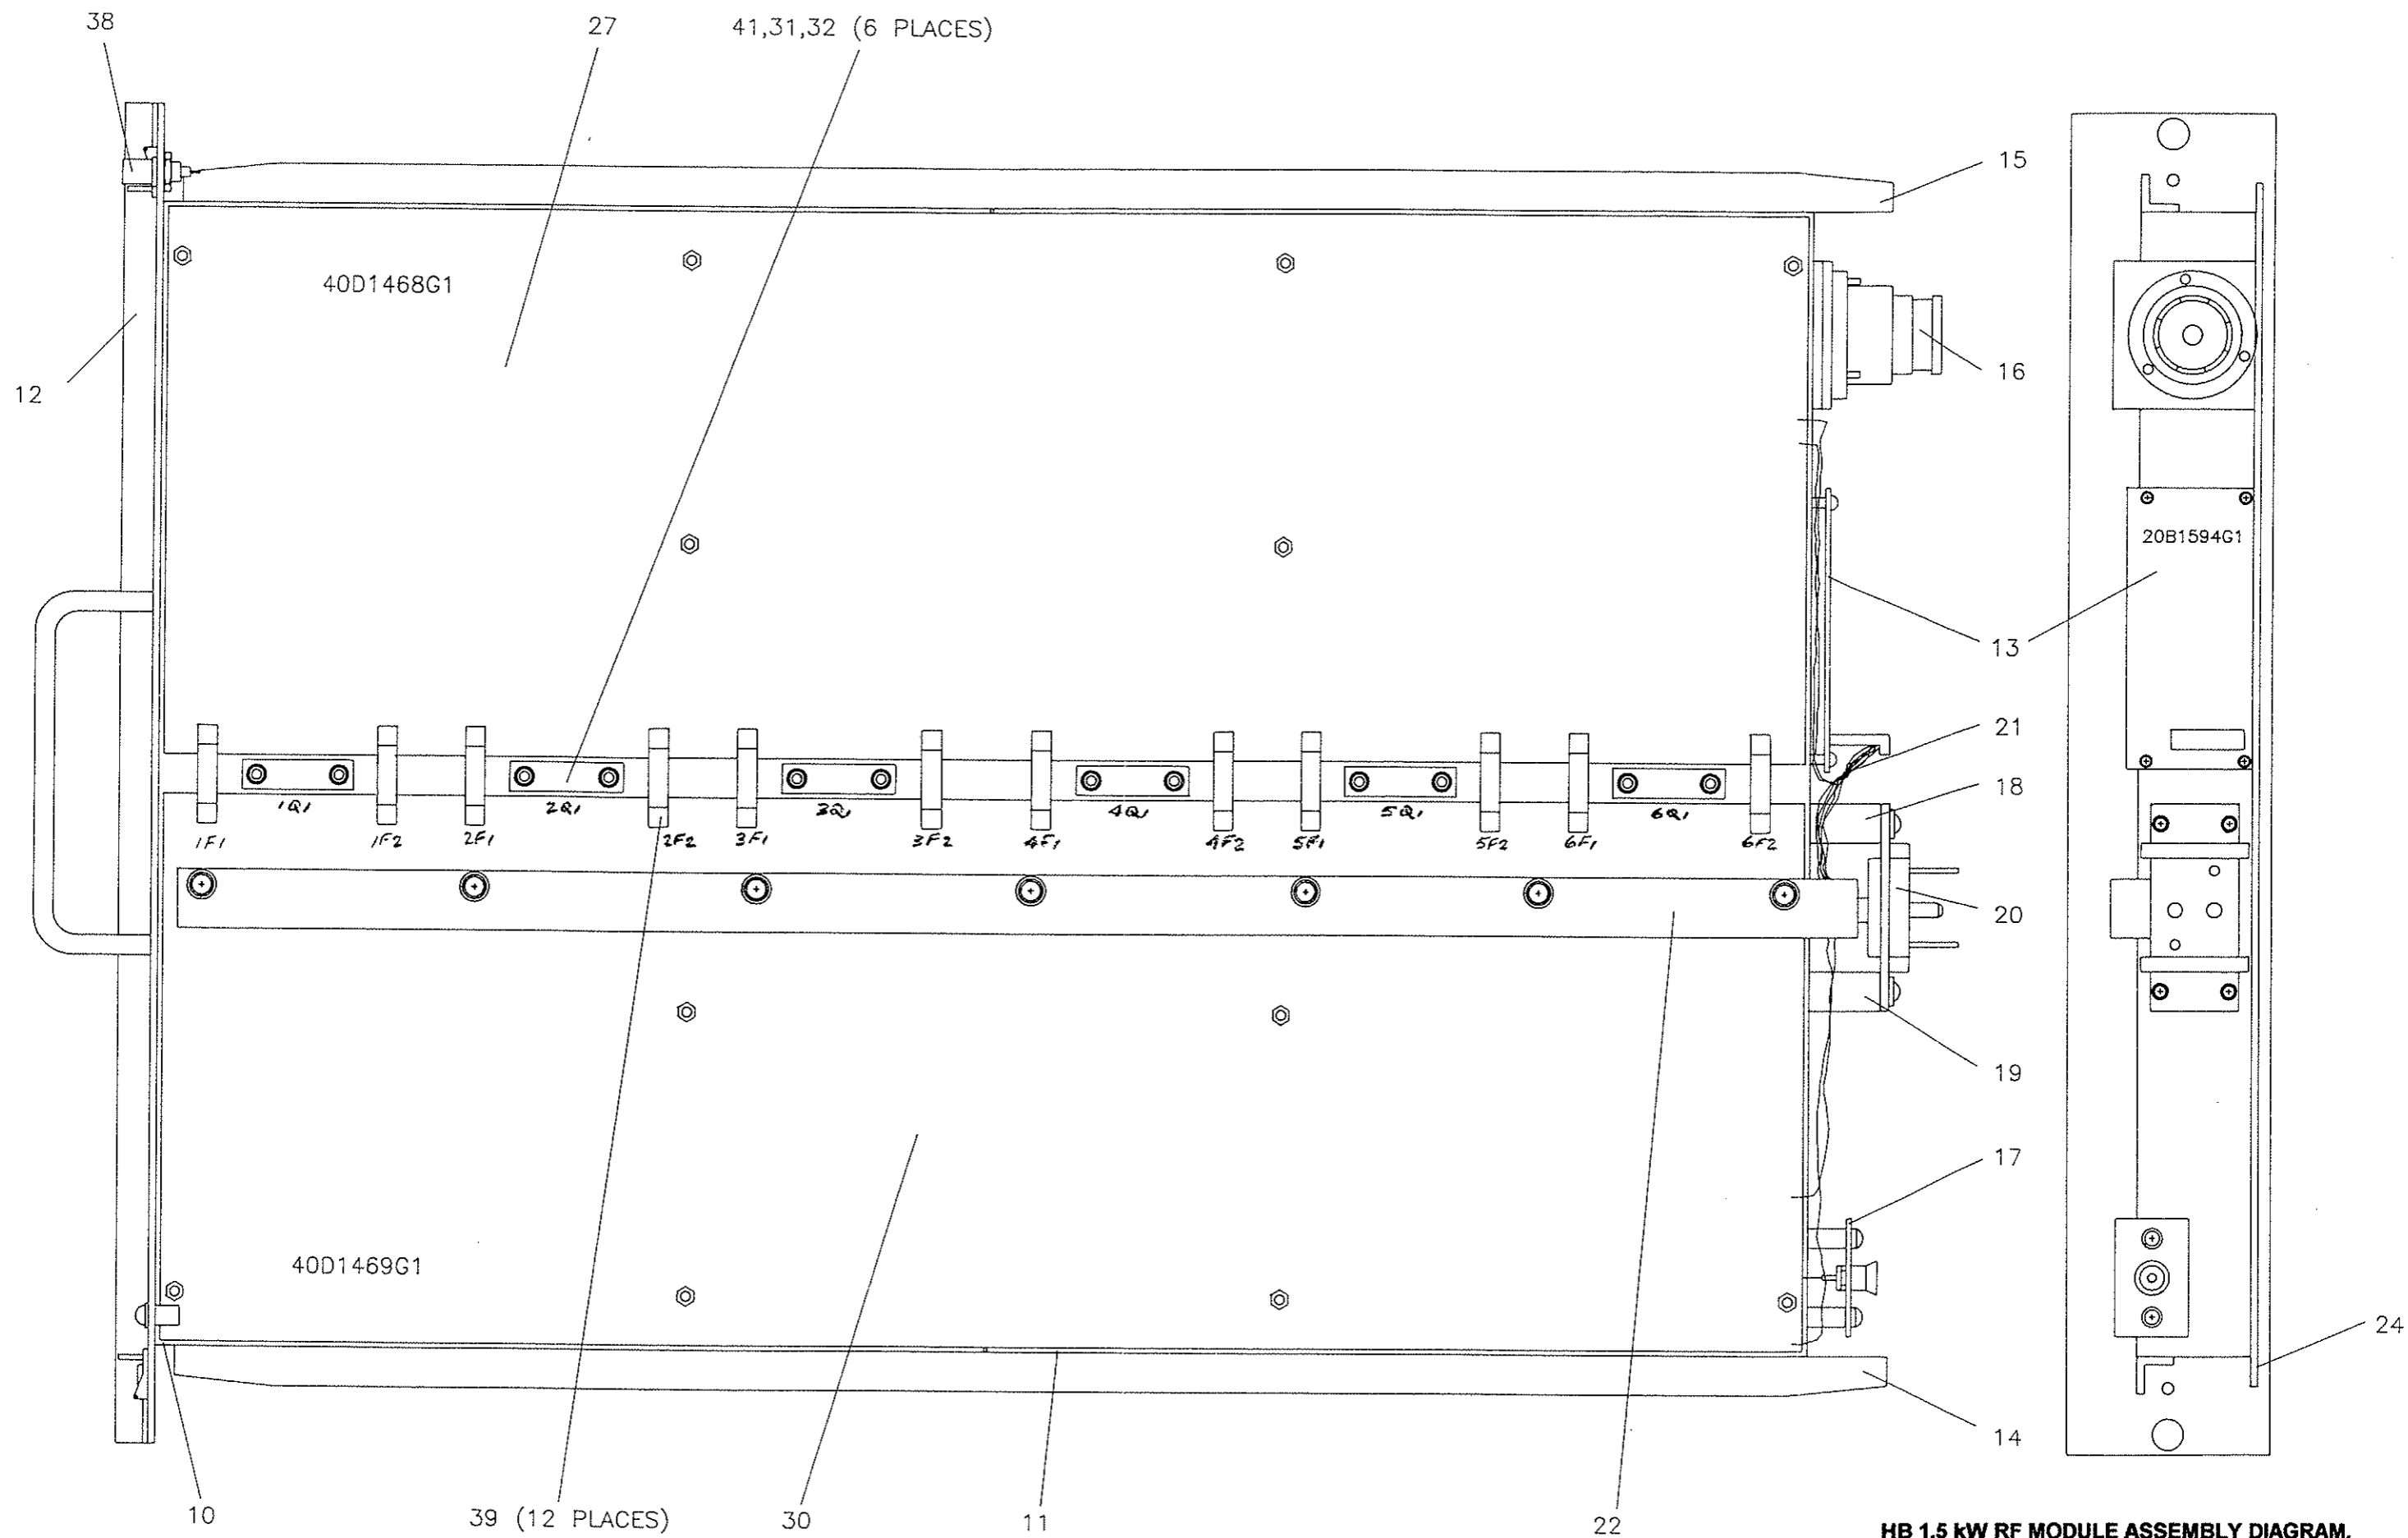 38
27
41,31,32 (6 PLACES)
15
40D1468G1
16
12
20B1594G1
13
21
18
1Q1
2Q1
3Q1
4Q1
5Q1
6Q1
1F1
1F2
2F1
2F2
3F1
3F2
4F1
4F2
5F1
5F2
6F1
6F2
20
19
17
40D1469G1
24
14
10
39 (12 PLACES)
30
11
22
HB 1.5 kW RF MODULE ASSEMBLY DIAGRAM.